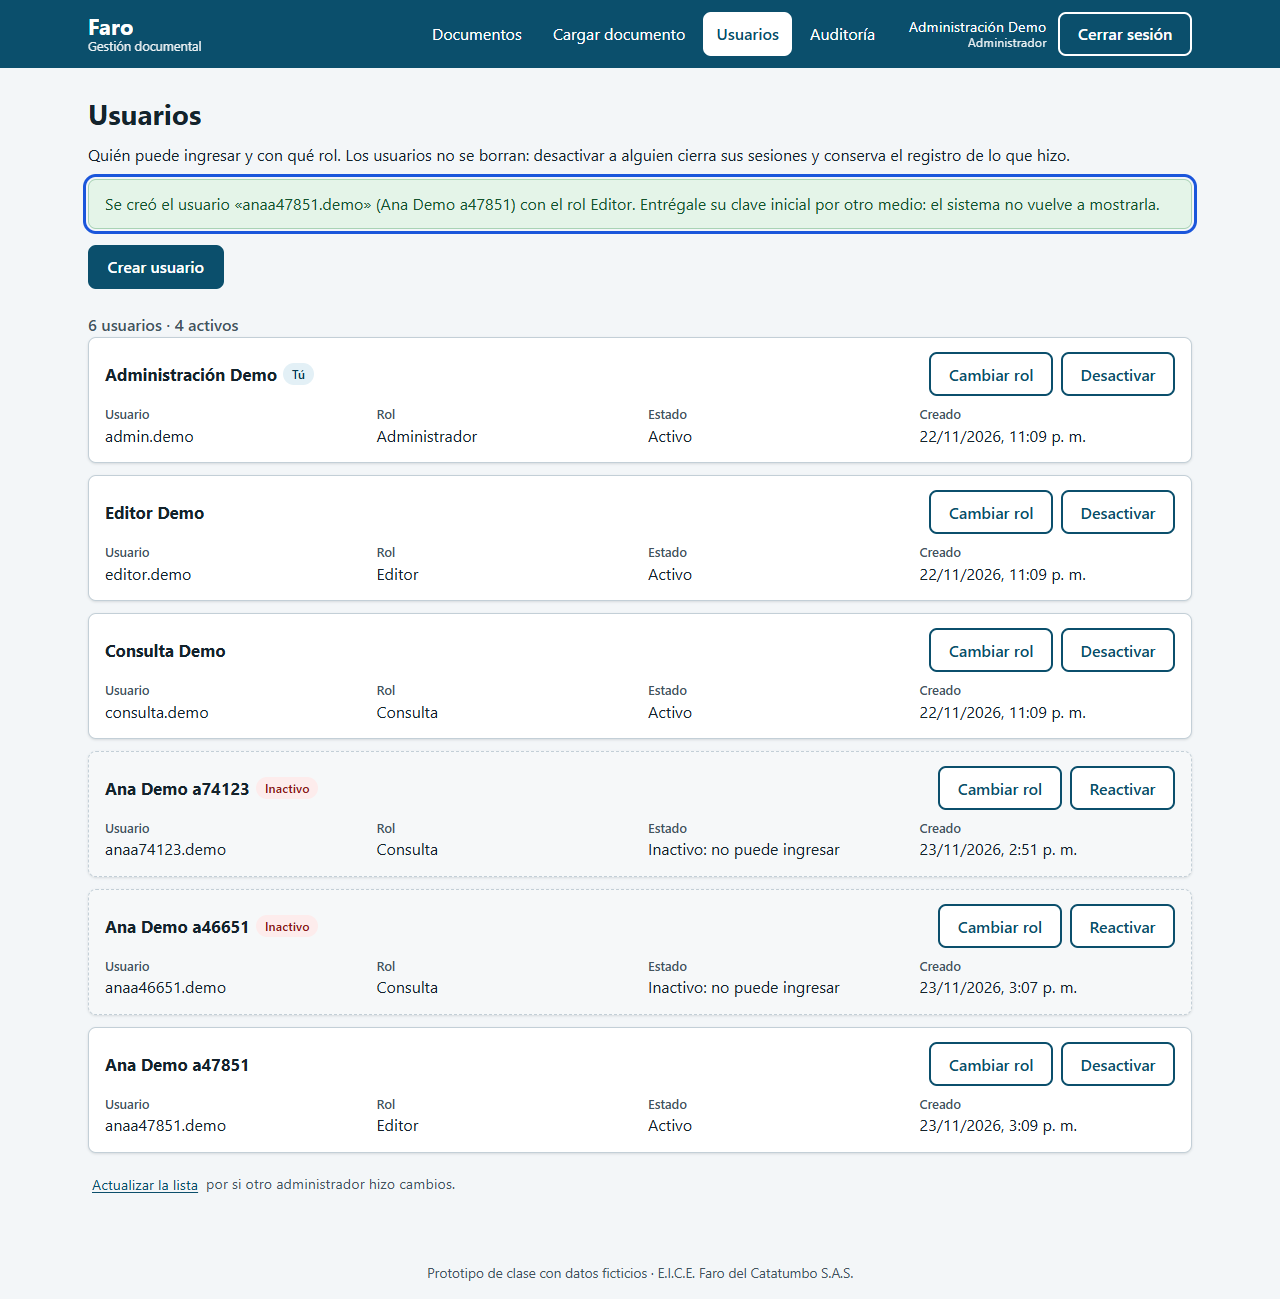 Faro
Gestión documental
Documentos
Cargar documento
Usuarios
Auditoría
Administración Demo
Administrador
Cerrar sesión
Usuarios
Quién puede ingresar y con qué rol. Los usuarios no se borran: desactivar a alguien cierra sus sesiones y conserva el registro de lo que hizo.
Se creó el usuario «anaa47851.demo» (Ana Demo a47851) con el rol Editor. Entrégale su clave inicial por otro medio: el sistema no vuelve a mostrarla.
Crear usuario
6 usuarios · 4 activos
Administración Demo Tú
Cambiar rol Desactivar
Usuario Rol Estado Creado
admin.demo Administrador Activo 22/11/2026, 11:09 p. m.
Editor Demo
Cambiar rol Desactivar
Usuario Rol Estado Creado
editor.demo Editor Activo 22/11/2026, 11:09 p. m.
Consulta Demo
Cambiar rol Desactivar
Usuario Rol Estado Creado
consulta.demo Consulta Activo 22/11/2026, 11:09 p. m.
Ana Demo a74123 Inactivo
Cambiar rol Reactivar
Usuario Rol Estado Creado
anaa74123.demo Consulta Inactivo: no puede ingresar 23/11/2026, 2:51 p. m.
Ana Demo a46651 Inactivo
Cambiar rol Reactivar
Usuario Rol Estado Creado
anaa46651.demo Consulta Inactivo: no puede ingresar 23/11/2026, 3:07 p. m.
Ana Demo a47851
Cambiar rol Desactivar
Usuario Rol Estado Creado
anaa47851.demo Editor Activo 23/11/2026, 3:09 p. m.
Actualizar la lista por si otro administrador hizo cambios.
Prototipo de clase con datos ficticios · E.I.C.E. Faro del Catatumbo S.A.S.